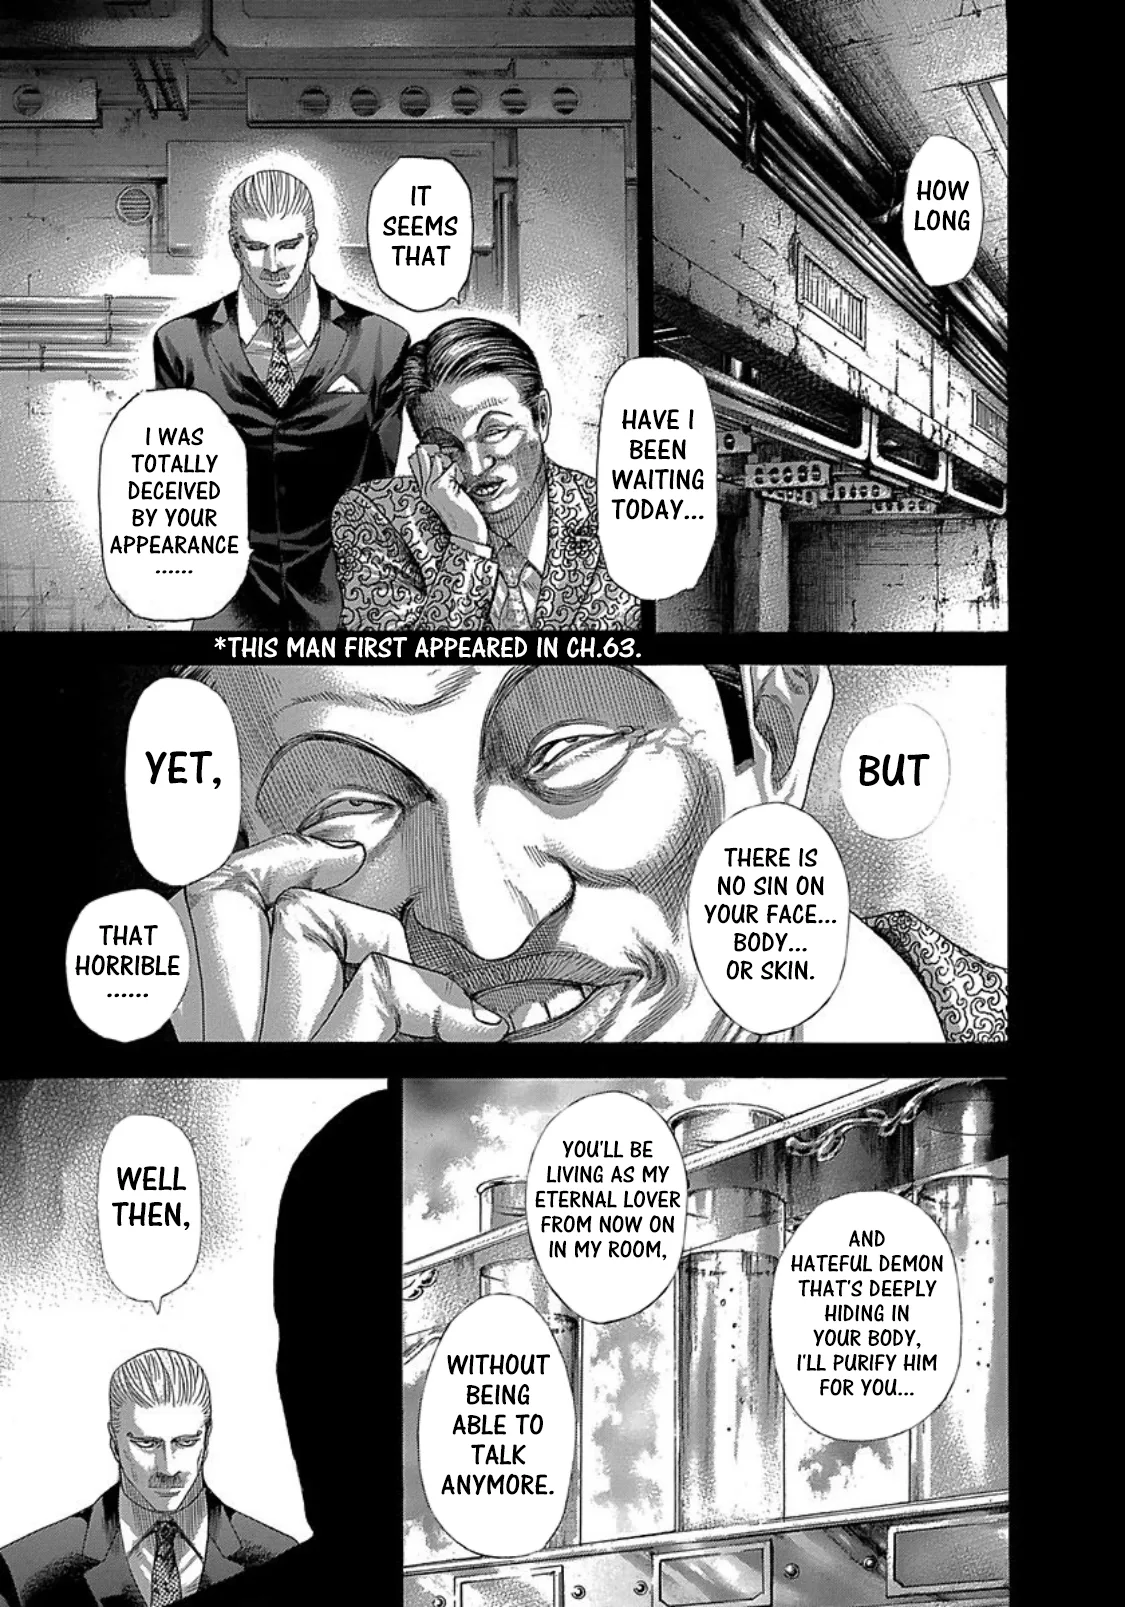 HOW
LONG
HAVE I
BEEN
WAITING
TODAY...
IT
SEEMS
THAT
I WAS
TOTALLY
DECEIVED
BY YOUR
APPEARANCE
......
*THIS MAN FIRST APPEARED IN CH.63.
BUT
THERE IS
NO SIN ON
YOUR FACE...
BODY...
OR SKIN.
YET,
THAT
HORRIBLE
......
AND
HATEFUL DEMON
THAT'S DEEPLY
HIDING IN
YOUR BODY,
I'LL PURIFY HIM
FOR YOU...
YOU'LL BE
LIVING AS MY
ETERNAL LOVER
FROM NOW ON
IN MY ROOM,
WITHOUT
BEING
ABLE TO
TALK
ANYMORE.
WELL
THEN,